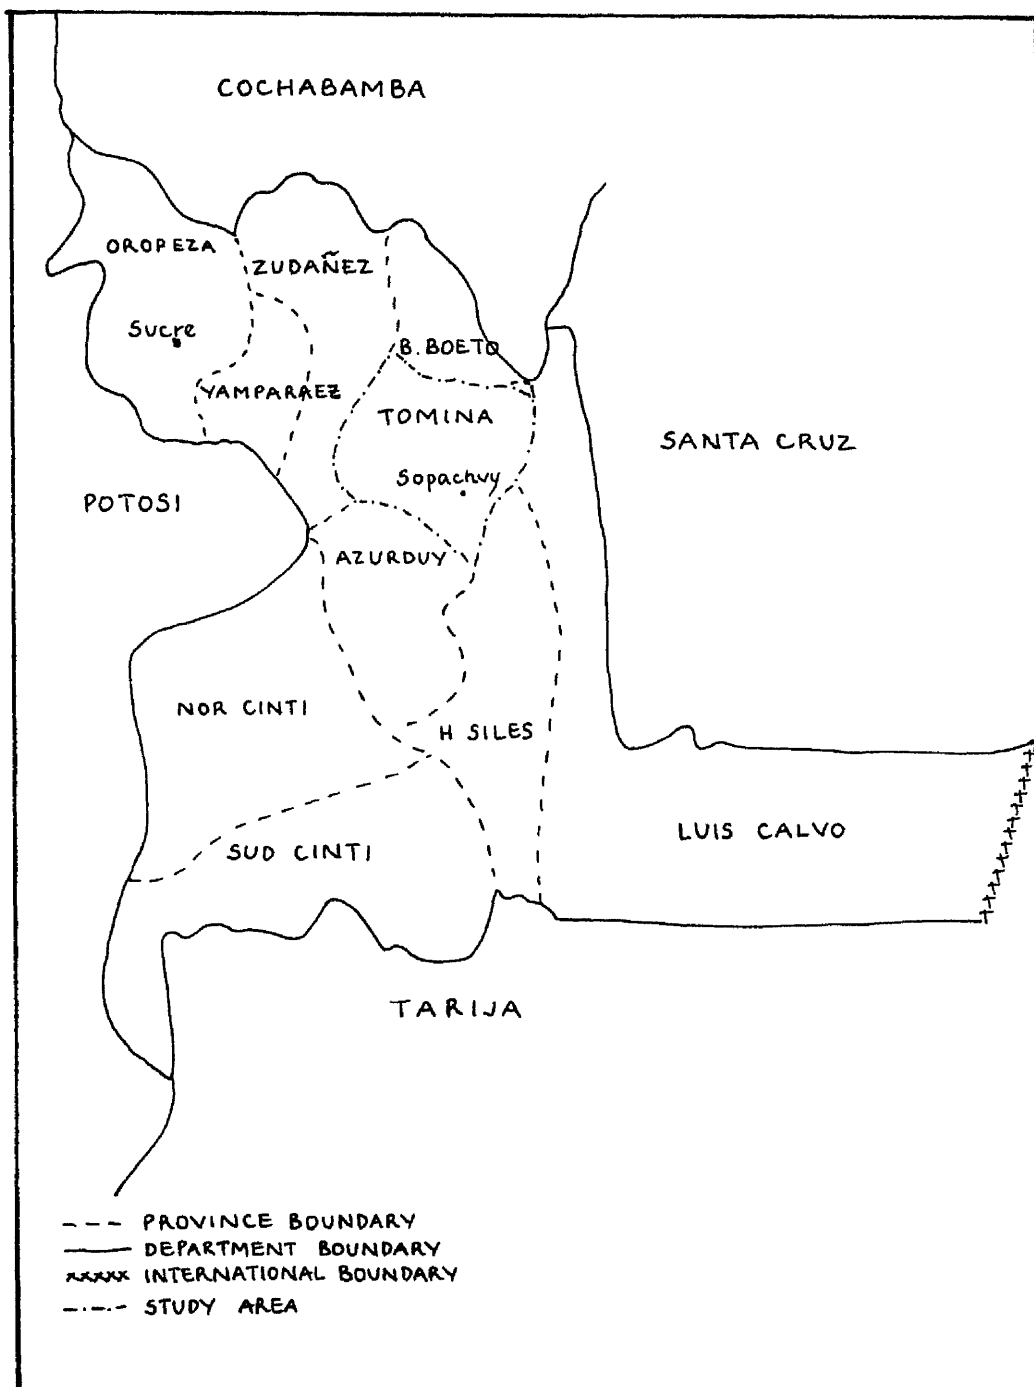 COCHABAMBA
OROPEZA
ZUDAÑEZ
Sucre
B. BOETO
YAMPARAEZ
TOMINA
SANTA CRUZ
Sopachuy
POTOSI
AZURDUY
NOR CINTI
H SILES
LUIS CALVO
SUD CINTI
TARIJA
PROVINCE BOUNDARY
DEPARTMENT BOUNDARY
INTERNATIONAL BOUNDARY
STUDY AREA